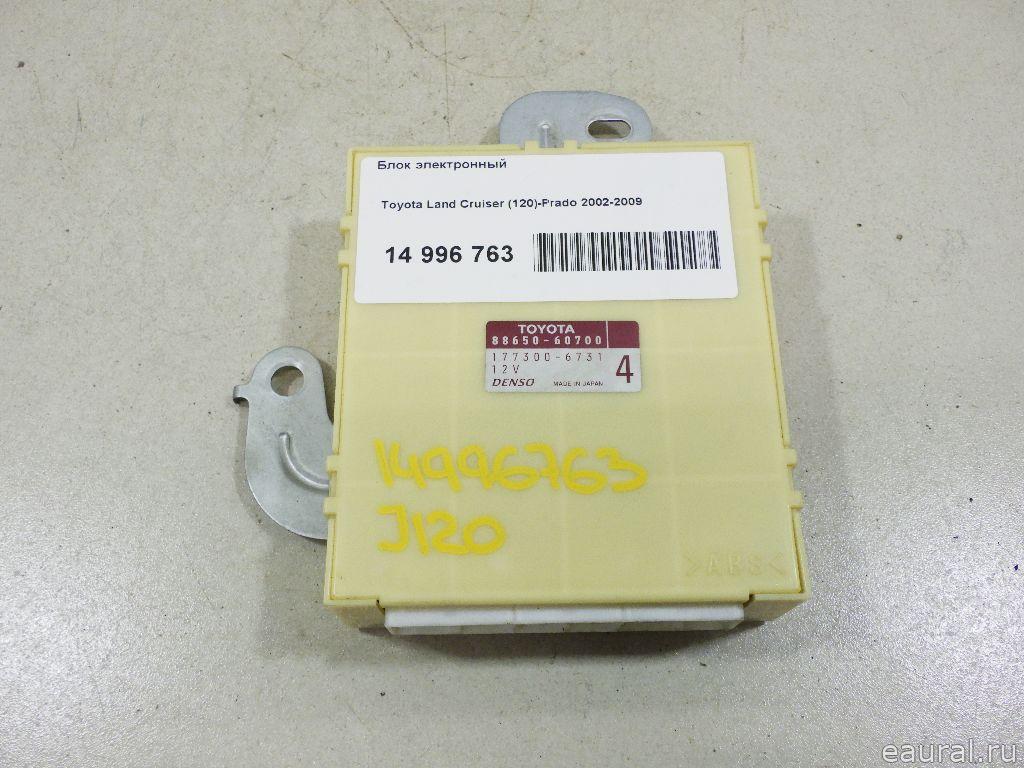 Блок электронный
Toyota Land Cruiser (120)-Prado 2002-2009
14 996 763
TOYOTA
88650-60700
177300-6731
12V
4
DENSO MADE IN JAPAN
14996763
J120
>ABS<
eaural.ru